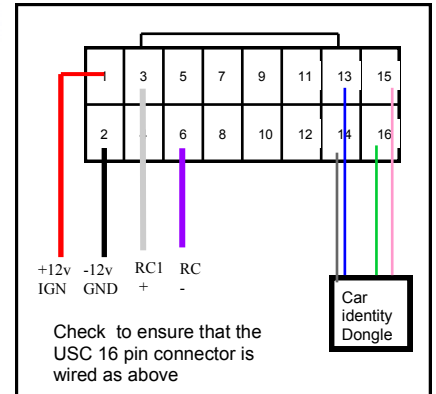 1 3 5 7 9 11 13 15
2 4 6 8 10 12 14 16
+12v -12v RC1 RC
IGN GND + -
Car
identity
Dongle
Check to ensure that the
USC 16 pin connector is
wired as above